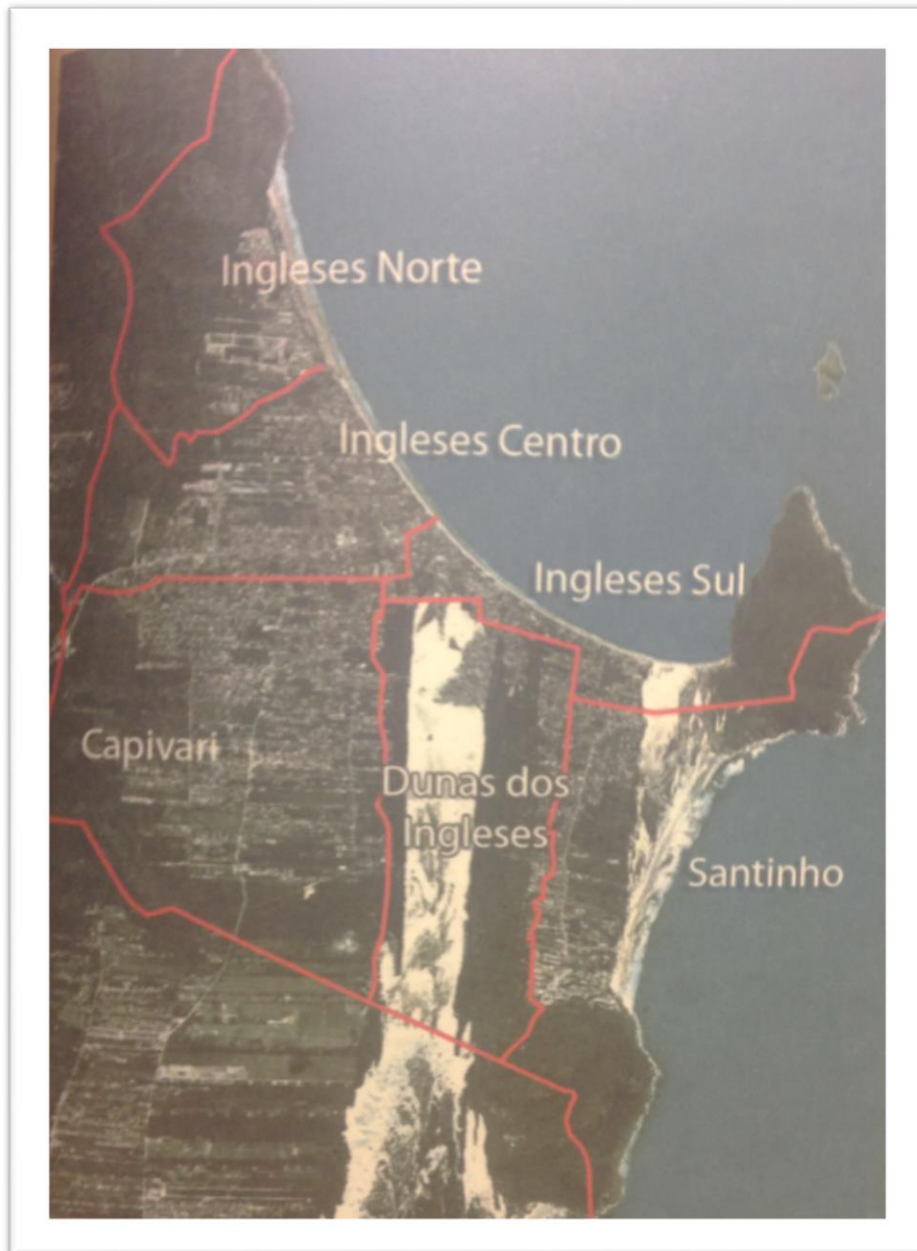 Ingleses Norte
Ingleses Centro
Ingleses Sul
Capivari
Dunas dos
Ingleses
Santinho